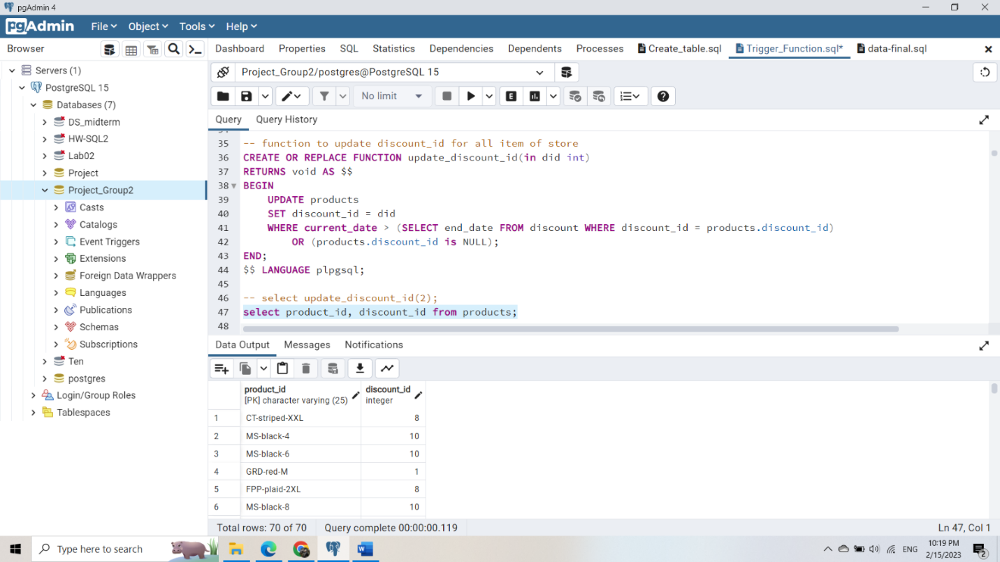 pgAdmin 4
pgAdmin File Object Tools Help
Browser
Dashboard Properties SQL Statistics Dependencies Dependents Processes Create_table.sql Trigger_Function.sql* data-final.sql
Servers (1)
PostgreSQL 15
Databases (7)
DS_midterm
HW-SQL2
Lab02
Project
Project_Group2
Casts
Catalogs
Event Triggers
Extensions
Foreign Data Wrappers
Languages
Publications
Schemas
Subscriptions
Ten
postgres
Login/Group Roles
Tablespaces
Project_Group2/postgres@PostgreSQL 15
No limit
E
Query Query History
35 -- function to update discount_id for all item of store
36 CREATE OR REPLACE FUNCTION update_discount_id(in did int)
37 RETURNS void AS $$
38 BEGIN
39 UPDATE products
40 SET discount_id = did
41 WHERE current_date > (SELECT end_date FROM discount WHERE discount_id = products.discount_id)
42 OR (products.discount_id is NULL);
43 END;
44 $$ LANGUAGE plpgsql;
45
46 -- select update_discount_id(2);
47 select product_id, discount_id from products;
48
Data Output Messages Notifications
product_id discount_id
[PK] character varying (25) integer
1 CT-striped-XXL 8
2 MS-black-4 10
3 MS-black-6 10
4 GRD-red-M 1
5 FPP-plaid-2XL 8
6 MS-black-8 10
Total rows: 70 of 70 Query complete 00:00:00.119 Ln 47, Col 1
Type here to search
ENG
10:19 PM
2/15/2023
2